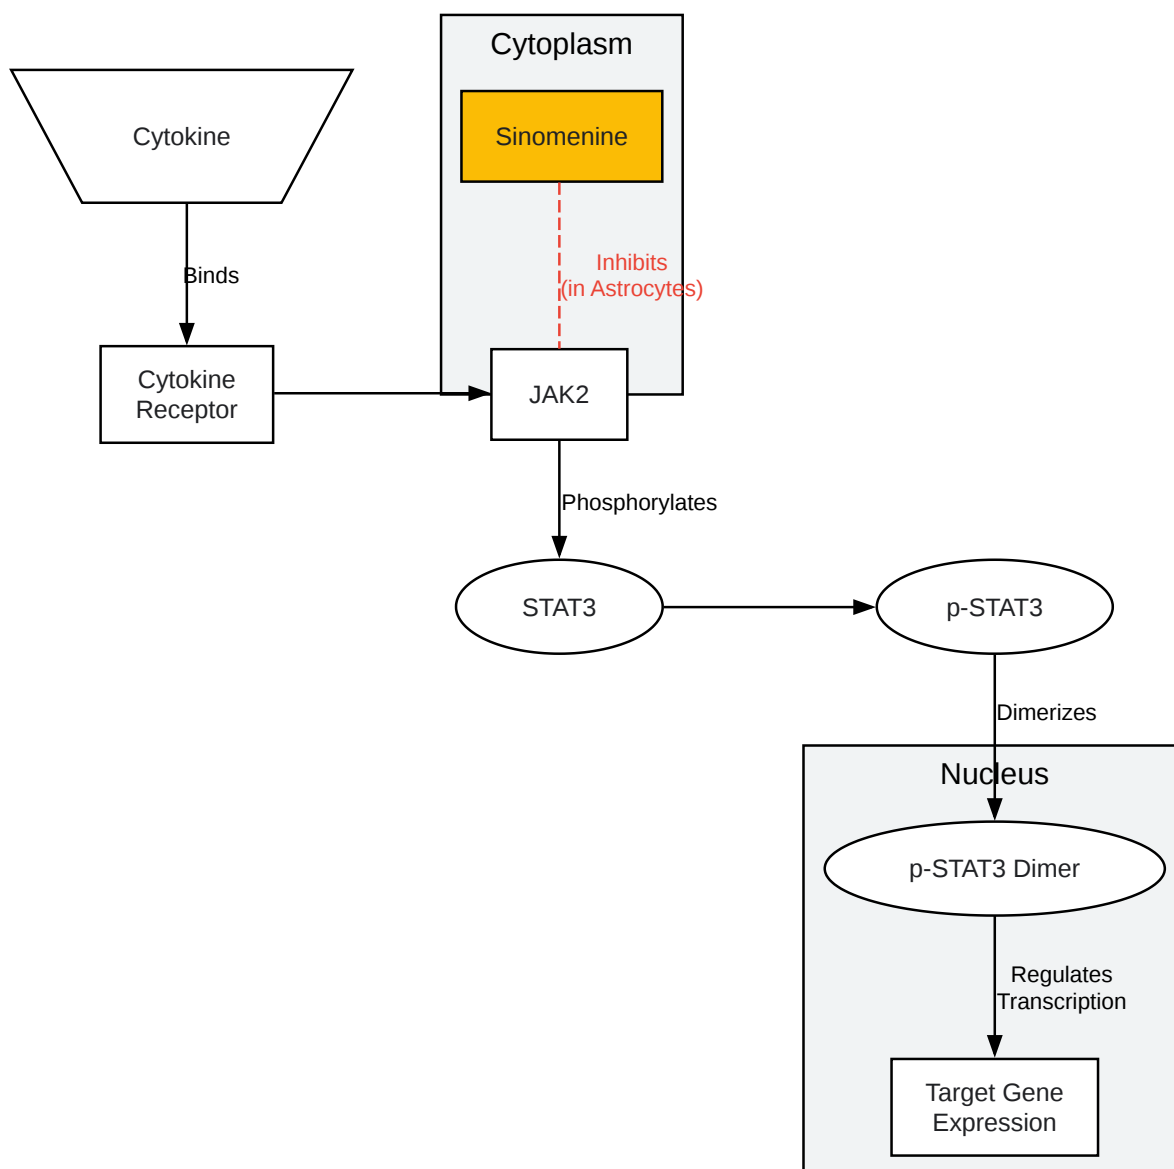 Cytoplasm
Cytokine
Sinomenine
Binds
Inhibits
(in Astrocytes)
Cytokine
Receptor
JAK2
Phosphorylates
STAT3
p-STAT3
Dimerizes
Nucleus
p-STAT3 Dimer
Regulates
Transcription
Target Gene
Expression